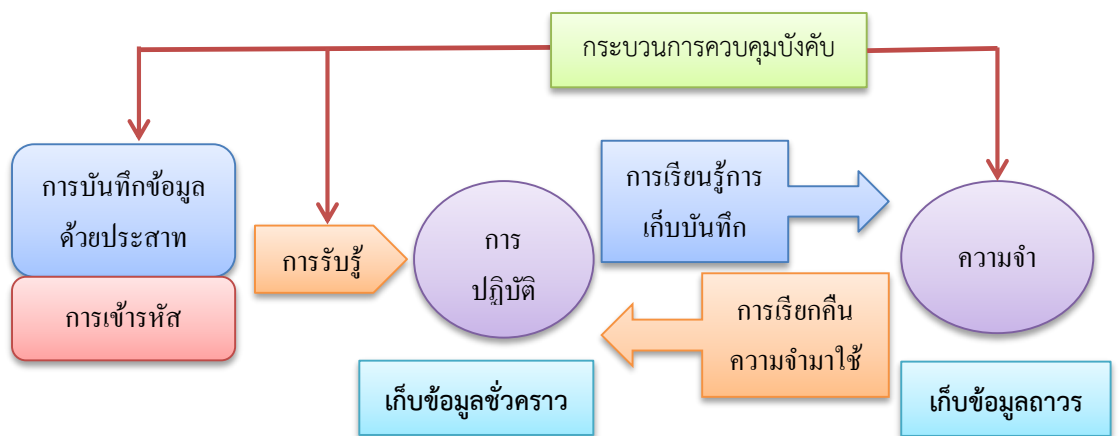 กระบวนการควบคุมบังคับ
การบันทึกข้อมูล
ด้วยประสาท
การเข้ารหัส
การรับรู้
การ
ปฏิบัติ
การเรียนรู้การ
เก็บบันทึก
การเรียกคืน
ความจำมาใช้
ความจำ
เก็บข้อมูลชั่วคราว
เก็บข้อมูลถาวร